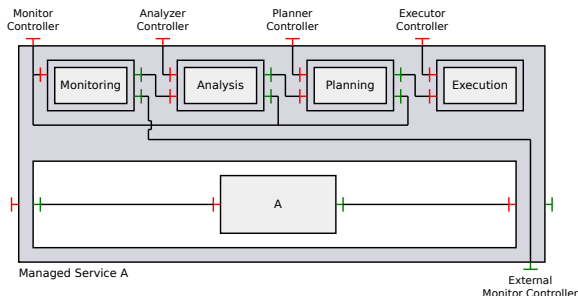 Monitor
Controller
Analyzer
Controller
Planner
Controller
Executor
Controller
Monitoring
Analysis
Planning
Execution
A
Managed Service A
External
Monitor Controller